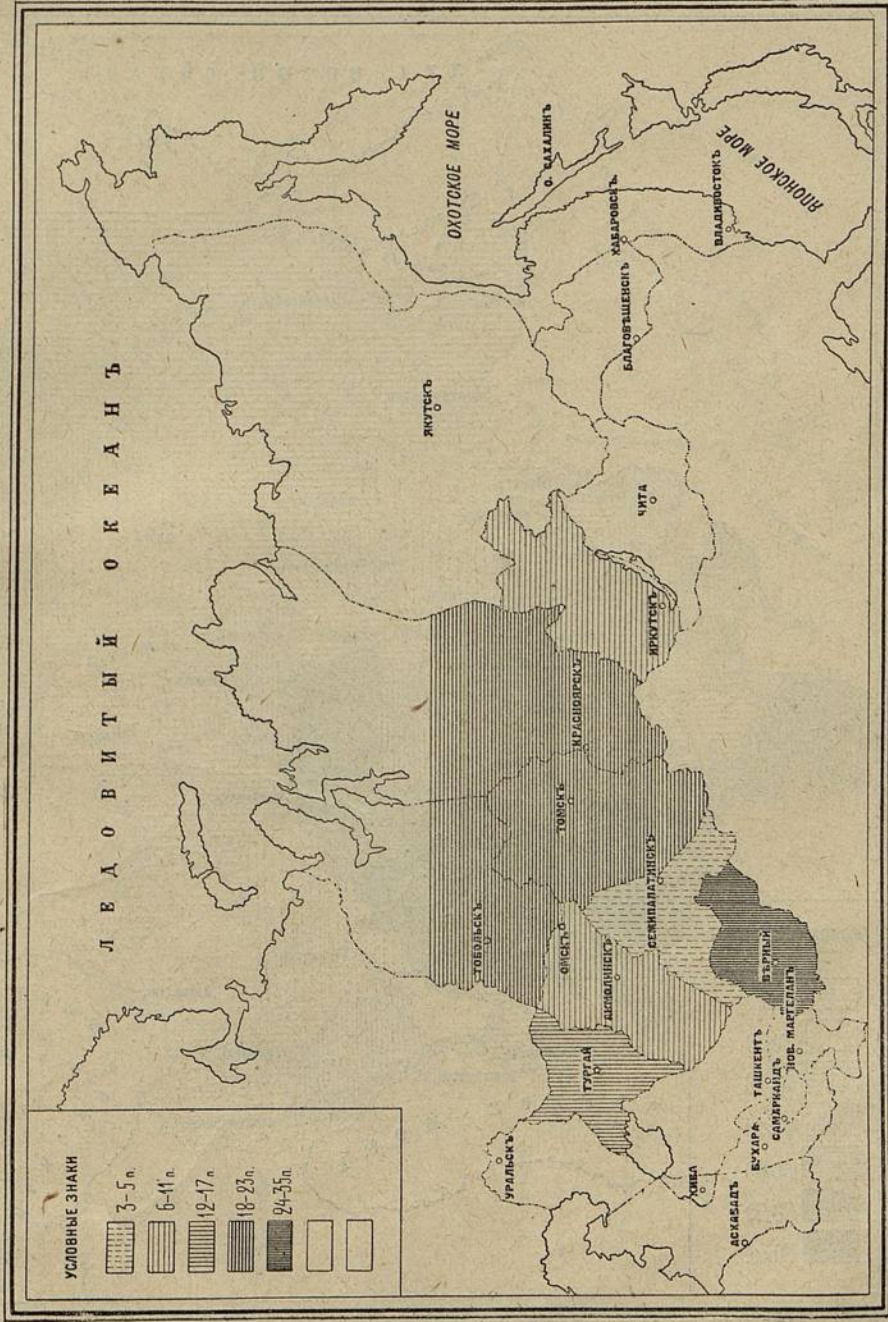 ЛЕДОВИТЫЙ ОКЕАНЪ
ОХОТСКОЕ МОРЕ
О. САХАЛИНЪ
ЯПОНСКОЕ МОРЕ
ЯКУТСКЪ
ХАБАРОВСКЪ
БЛАГОВѢЩЕНСКЪ
ВЛАДИВОСТОКЪ
ЧИТА
ИРКУТСКЪ
КРАСНОЯРСКЪ
ТОМСКЪ
ТОБОЛЬСКЪ
ОМСКЪ
АКМОЛИНСКЪ
СЕМИПАЛАТИНСКЪ
ТУРГАЙ
УРАЛЬСКЪ
ВѢРНЫЙ
НОВ. МАРГЕЛАНЪ
ТАШКЕНТЪ
САМАРКАНДЪ
БУХАРА
ХИВА
АСХАБАДЪ
УСЛОВНЫЕ ЗНАКИ
3–5 п.
6–11 п.
12–17 п.
18–23 п.
24–35 п.